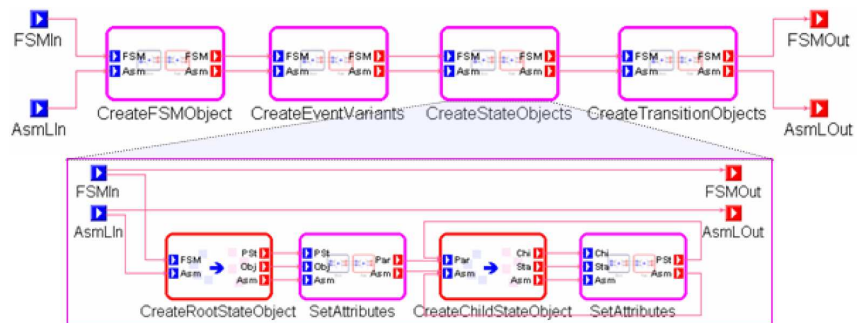 FSMIn
FSMOut
FSM FSM FSM FSM FSM FSM FSM FSM
Asm Asm Asm Asm Asm Asm Asm Asm
AsmLIn
CreateFSMObject
CreateEventVariants
CreateStateObjects
CreateTransitionObjects
AsmLOut
FSMIn
FSMOut
AsmLIn
AsmLOut
FSM PSt PSt Par Par Chi Chi PSt
Obj Obj Sta Sta
Asm Asm Asm Asm Asm Asm Asm Asm
CreateRootStateObject
SetAttributes
CreateChildStateObject
SetAttributes